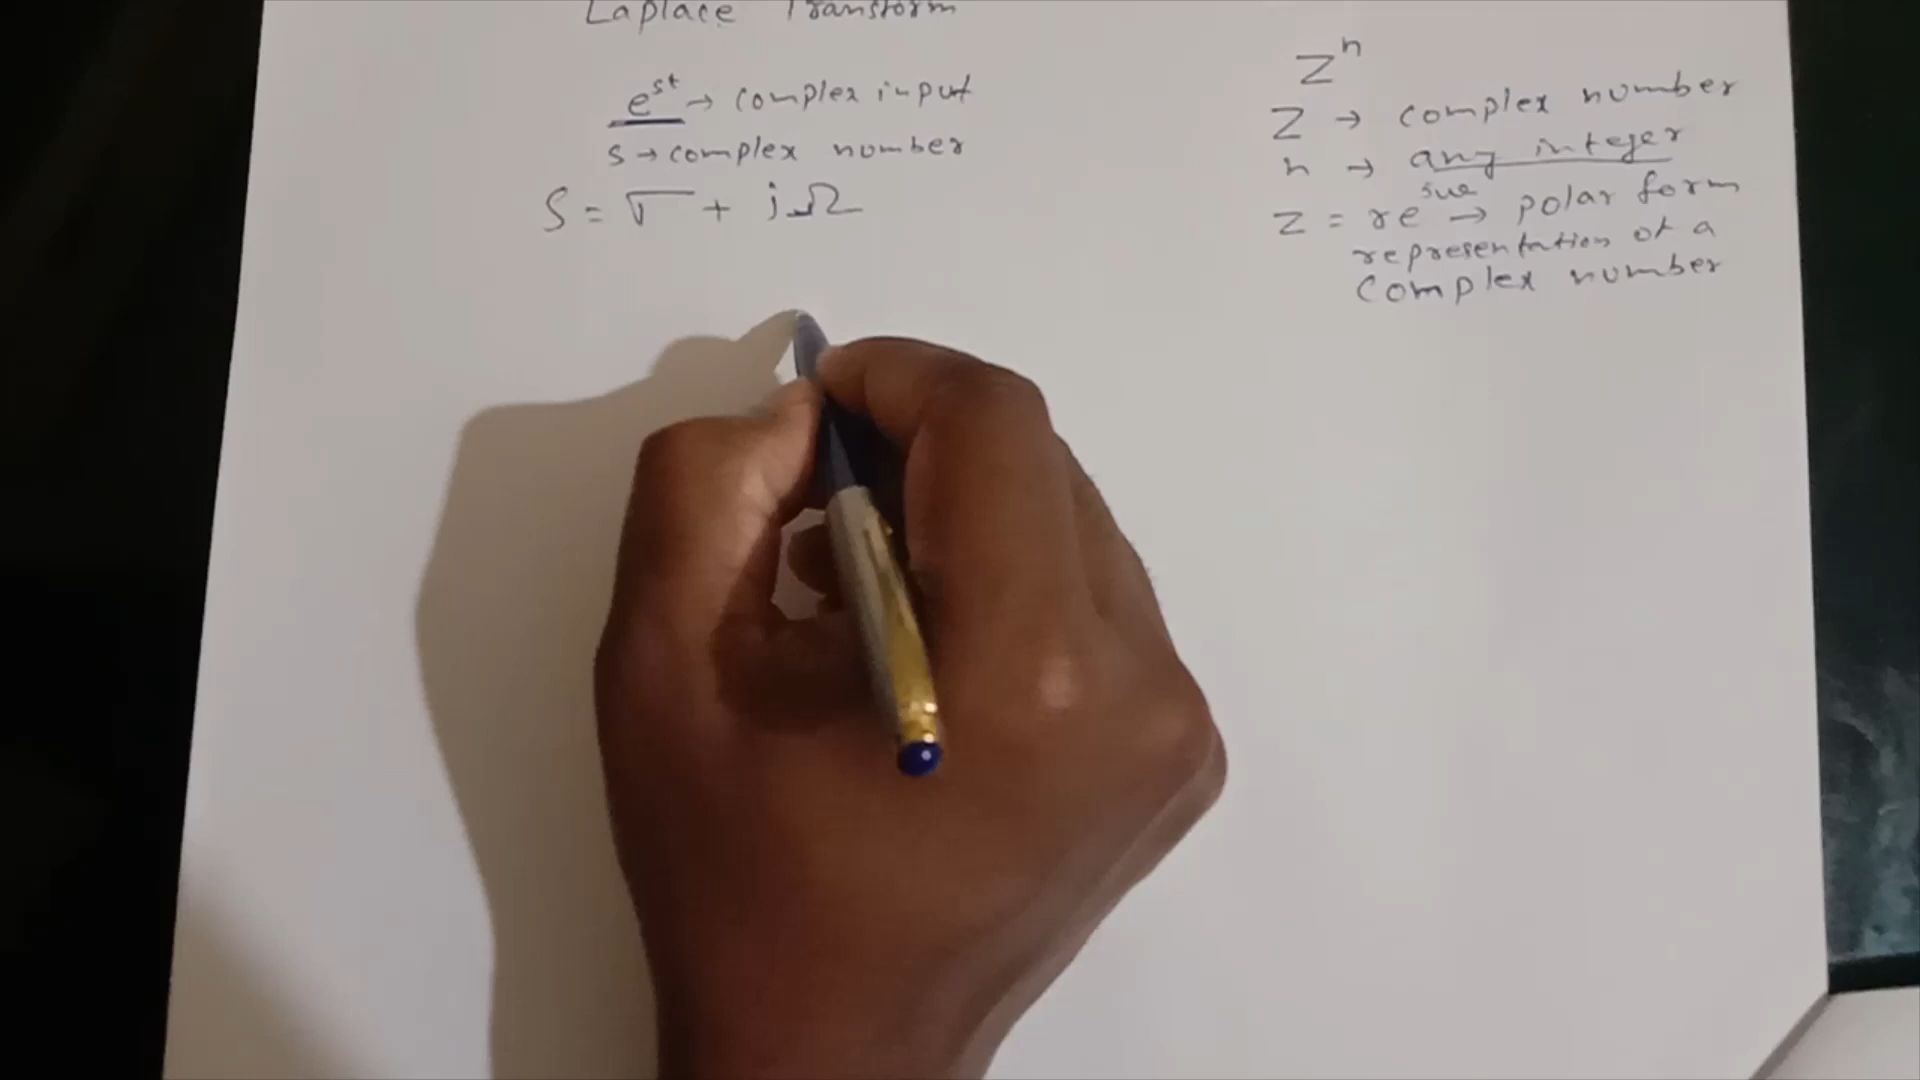 Laplace Transform
e^st → complex input
s → complex number
S = σ + jΩ
Z^n
Z → complex number
n → any integer
Z = re → polar form
representation of a
complex number